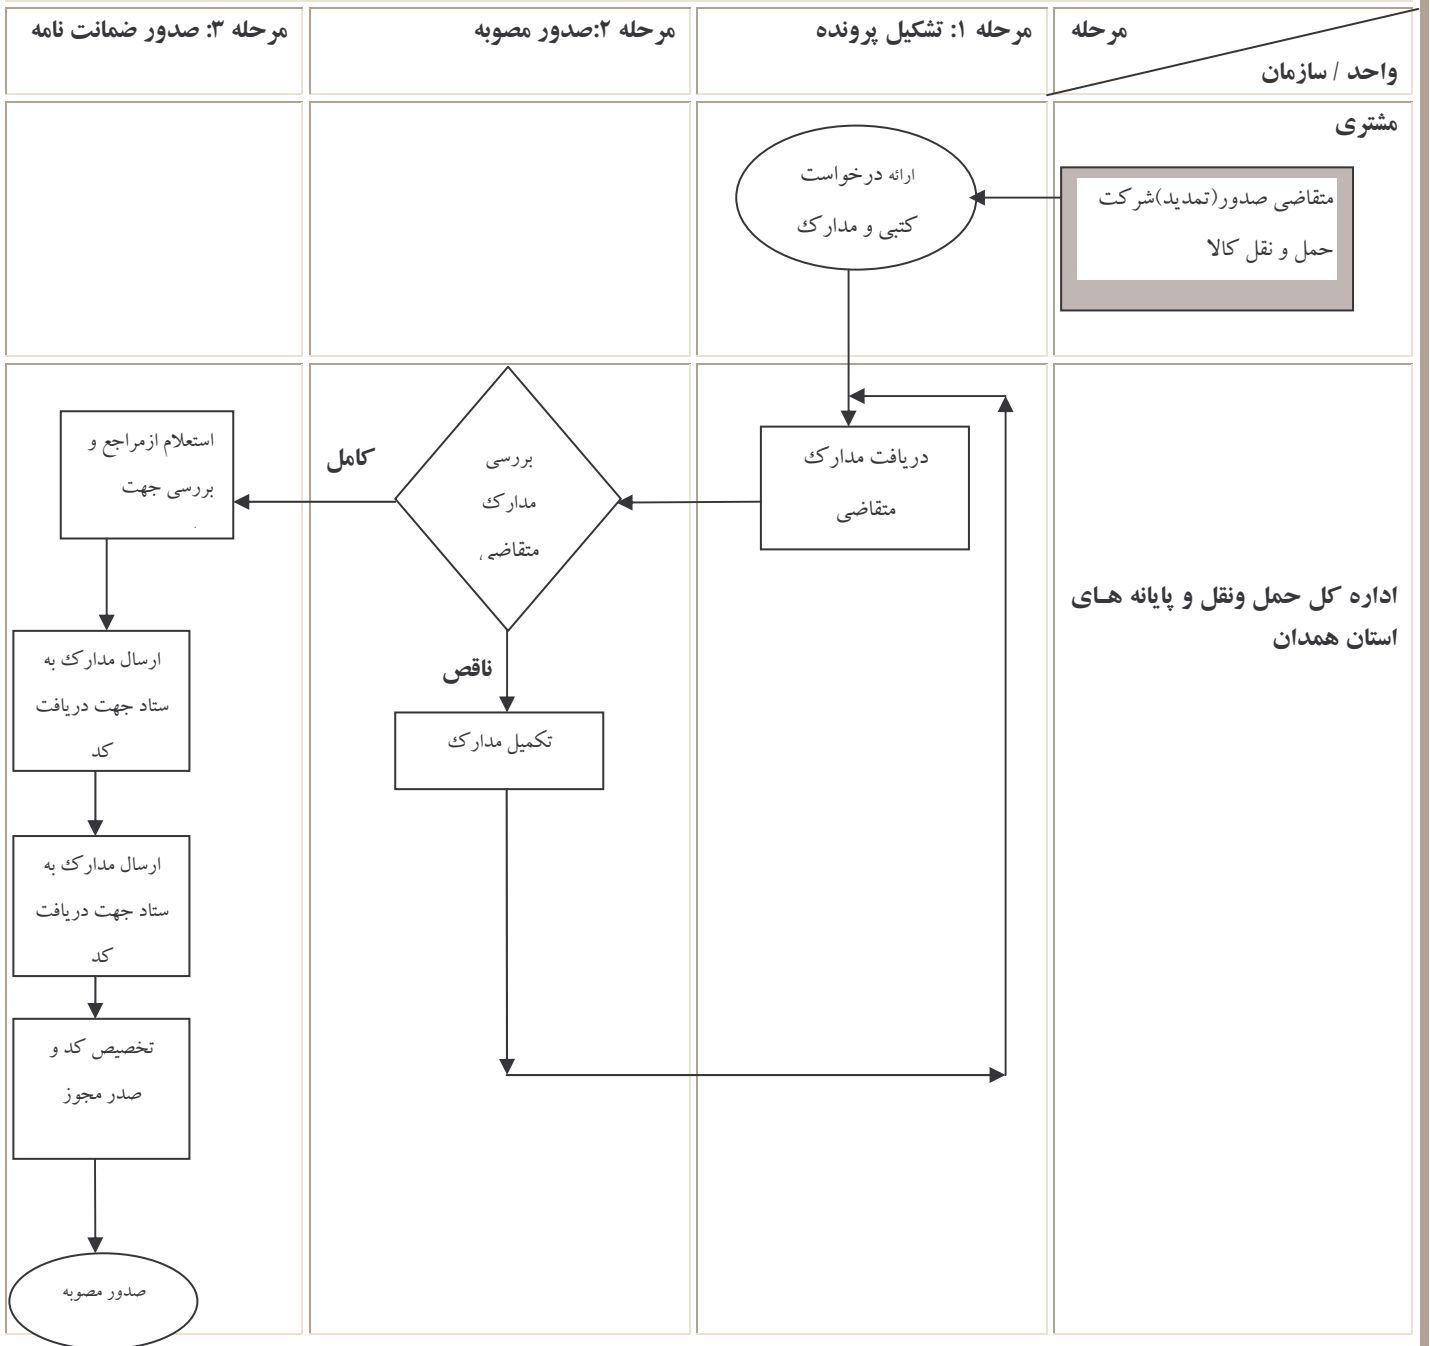 مرحله
واحد / سازمان
مرحله ۱: تشکیل پرونده
مرحله ۲:صدور مصوبه
مرحله ۳: صدور ضمانت نامه
مشتری
متقاضی صدور(تمدید)شرکت
حمل و نقل کالا
ارائه درخواست
کتبی و مدارک
اداره کل حمل ونقل و پایانه هـای
استان همدان
دریافت مدارک
متقاضی
بررسی
مدارک
متقاضی
کامل
ناقص
تکمیل مدارک
استعلام ازمراجع و
بررسی جهت
ارسال مدارک به
ستاد جهت دریافت
کد
ارسال مدارک به
ستاد جهت دریافت
کد
تخصیص کد و
صدر مجوز
صدور مصوبه